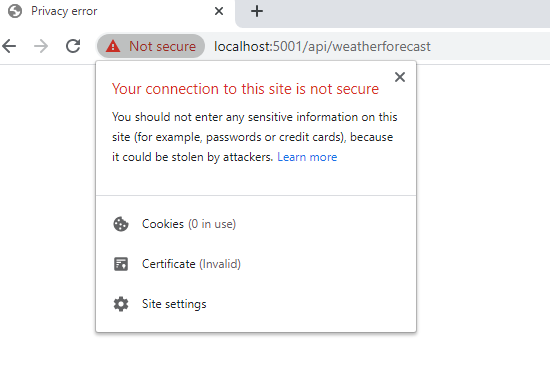 Privacy error
Not secure localhost:5001/api/weatherforecast
Your connection to this site is not secure
You should not enter any sensitive information on this
site (for example, passwords or credit cards), because
it could be stolen by attackers. Learn more
Cookies (0 in use)
Certificate (Invalid)
Site settings